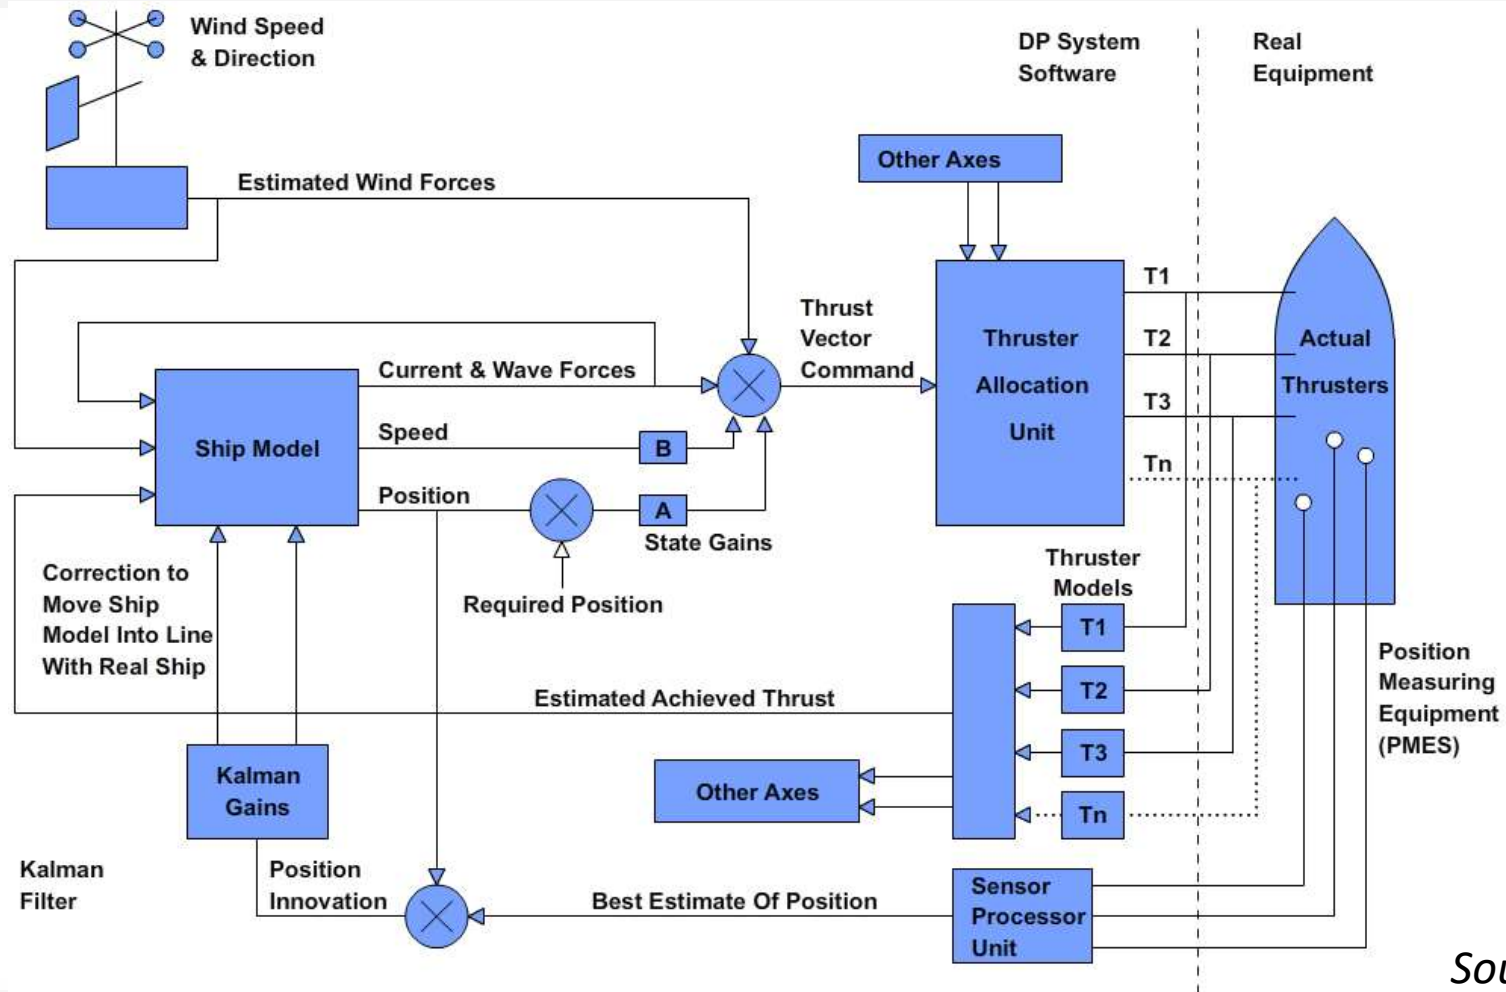 Wind Speed
& Direction
DP System
Software
Real
Equipment
Other Axes
Estimated Wind Forces
T1
Thrust
Vector
Command
Thruster
Allocation
Unit
T2
Actual
Thrusters
Current & Wave Forces
T3
Speed
B
Ship Model
Tn
Position
A
State Gains
Required Position
Correction to
Move Ship
Model Into Line
With Real Ship
Thruster
Models
T1
T2
T3
Tn
Position
Measuring
Equipment
(PMES)
Estimated Achieved Thrust
Kalman
Gains
Other Axes
Kalman
Filter
Position
Innovation
Best Estimate Of Position
Sensor
Processor
Unit